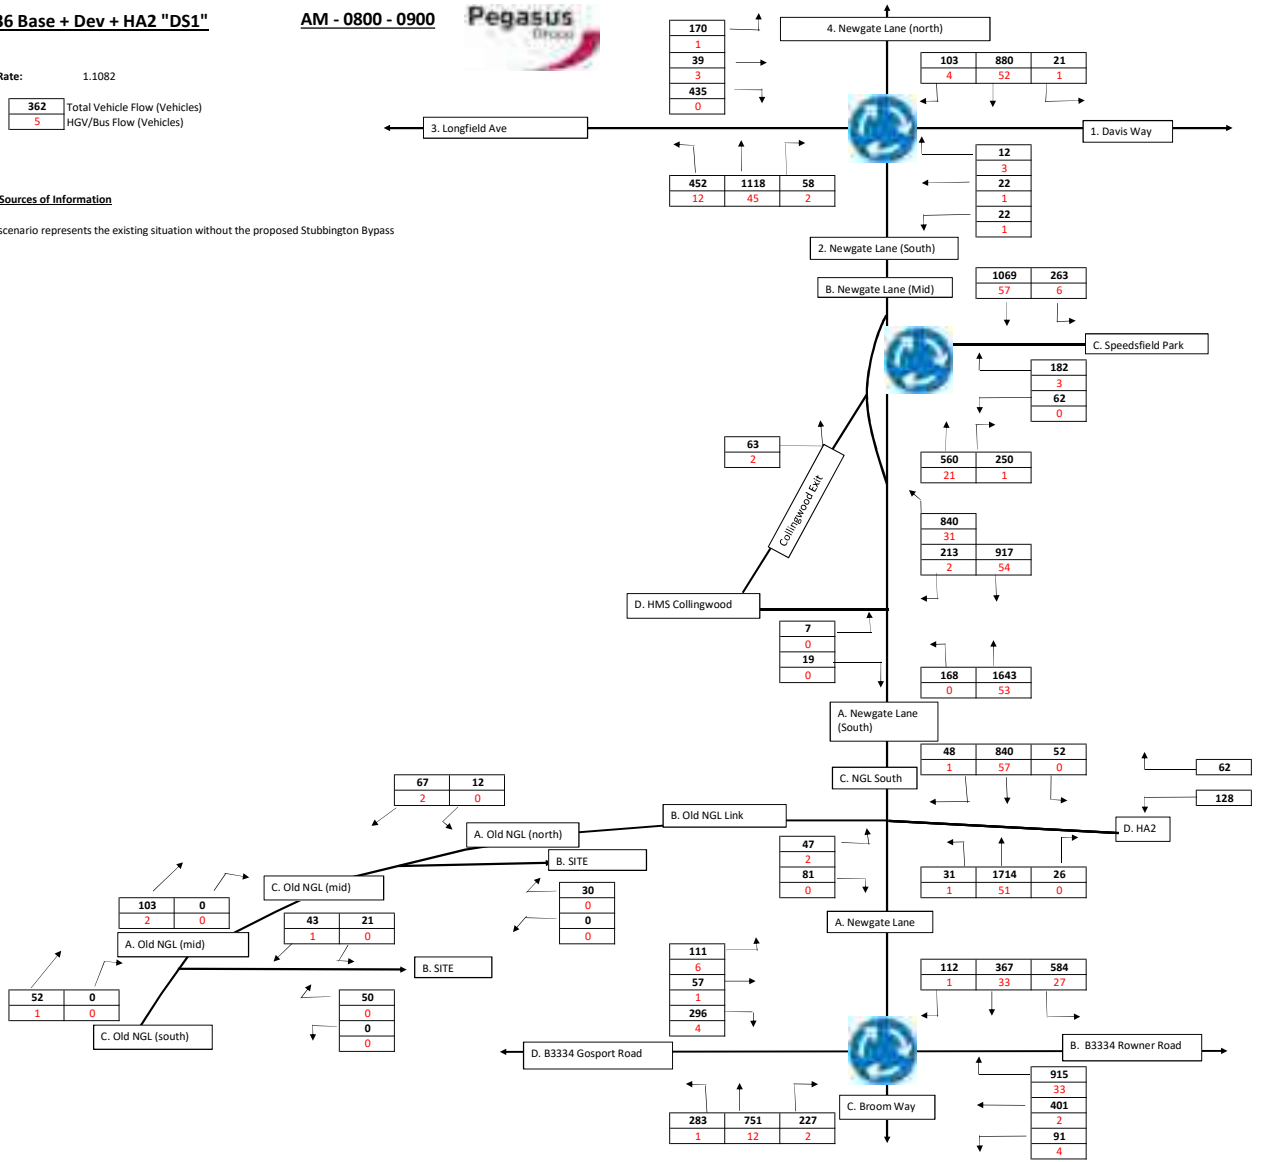 36 Base + Dev + HA2 "DS1"
AM - 0800 - 0900
Pegasus
Group
Rate: 1.1082
362 Total Vehicle Flow (Vehicles)
5 HGV/Bus Flow (Vehicles)
Sources of Information
scenario represents the existing situation without the proposed Stubbington Bypass
170
1
39
3
435
0
4. Newgate Lane (north)
103 880 21
4 52 1
3. Longfield Ave
1. Davis Way
452 1118 58
12 45 2
12
3
22
1
22
1
2. Newgate Lane (South)
B. Newgate Lane (Mid)
1069 263
57 6
C. Speedsfield Park
182
3
62
0
63
2
560 250
21 1
Collingwood Exit
840
31
213 917
2 54
D. HMS Collingwood
7
0
19
0
168 1643
0 53
A. Newgate Lane
(South)
C. NGL South
48 840 52
1 57 0
62
128
67 12
2 0
B. Old NGL Link
D. HA2
A. Old NGL (north)
47
2
81
0
31 1714 26
1 51 0
B. SITE
C. Old NGL (mid)
30
0
0
0
103 0
2 0
43 21
1 0
A. Newgate Lane
A. Old NGL (mid)
B. SITE
111
6
57
1
296
4
112 367 584
1 33 27
52 0
1 0
50
0
0
0
C. Old NGL (south)
D. B3334 Gosport Road
B. B3334 Rowner Road
915
33
401
2
91
4
C. Broom Way
283 751 227
1 12 2